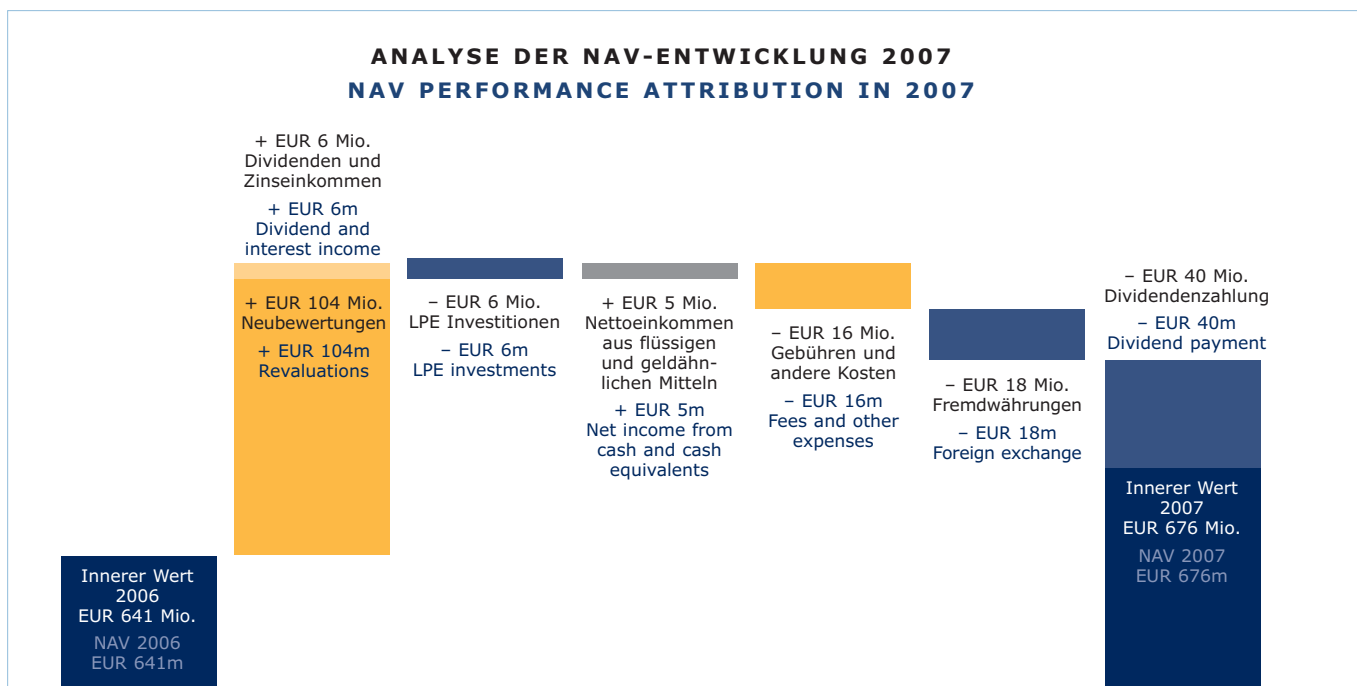 ANALYSE DER NAV-ENTWICKLUNG 2007
NAV PERFORMANCE ATTRIBUTION IN 2007
+ EUR 6 Mio.
Dividenden und
Zinseinkommen
+ EUR 6m
Dividend and
interest income
+ EUR 104 Mio.
Neubewertungen
+ EUR 104m
Revaluations
– EUR 6 Mio.
LPE Investitionen
– EUR 6m
LPE investments
+ EUR 5 Mio.
Nettoeinkommen
aus flüssigen
und geldähn-
lichen Mitteln
+ EUR 5m
Net income from
cash and cash
equivalents
– EUR 16 Mio.
Gebühren und
andere Kosten
– EUR 16m
Fees and other
expenses
– EUR 18 Mio.
Fremdwährungen
– EUR 18m
Foreign exchange
– EUR 40 Mio.
Dividendenzahlung
– EUR 40m
Dividend payment
Innerer Wert
2007
EUR 676 Mio.
NAV 2007
EUR 676m
Innerer Wert
2006
EUR 641 Mio.
NAV 2006
EUR 641m